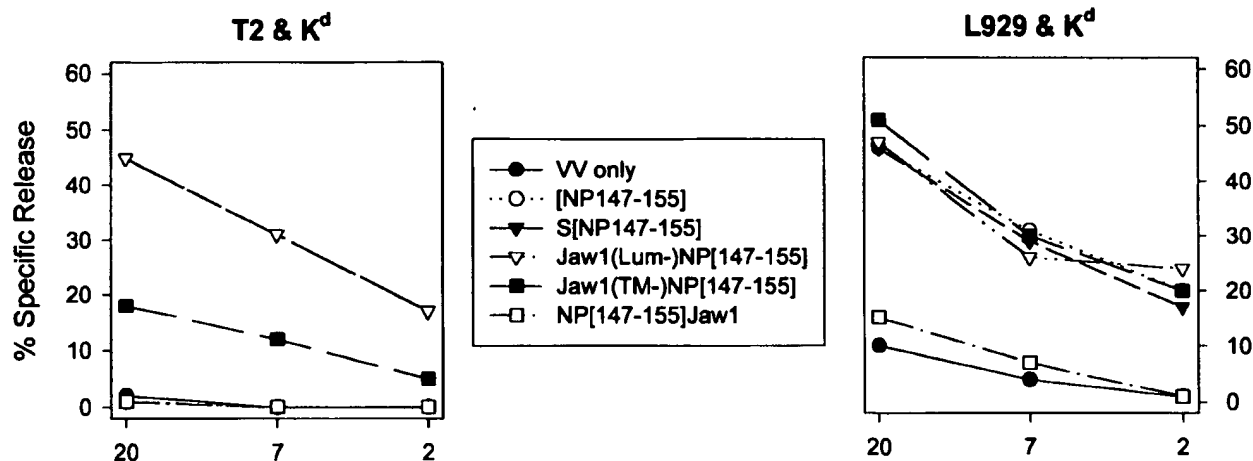 T2 & K^d
L929 & K^d
% Specific Release
60
50
40
30
20
10
0
20
7
2
VV only
[NP147-155]
S[NP147-155]
Jaw1(Lum-)NP[147-155]
Jaw1(TM-)NP[147-155]
NP[147-155]Jaw1
60
50
40
30
20
10
0
20
7
2